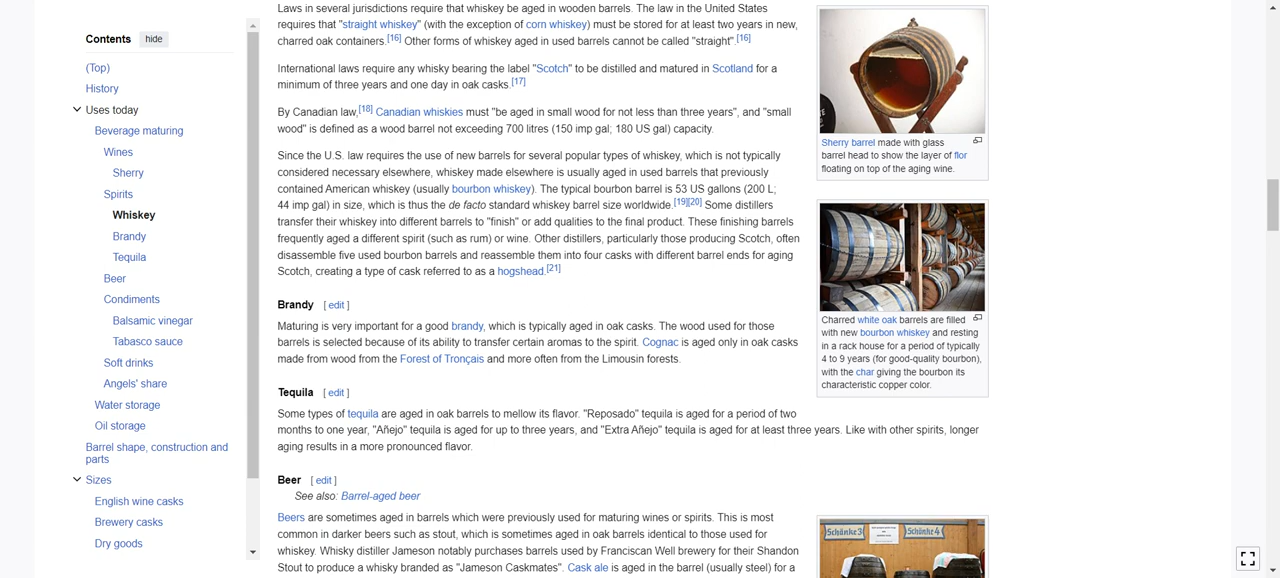 Contents hide
(Top)
History
Uses today
Beverage maturing
Wines
Sherry
Spirits
Whiskey
Brandy
Tequila
Beer
Condiments
Balsamic vinegar
Tabasco sauce
Soft drinks
Angels' share
Water storage
Oil storage
Barrel shape, construction and
parts
Sizes
English wine casks
Brewery casks
Dry goods
Laws in several jurisdictions require that whiskey be aged in wooden barrels. The law in the United States
requires that "straight whiskey" (with the exception of corn whiskey) must be stored for at least two years in new,
charred oak containers.[16] Other forms of whiskey aged in used barrels cannot be called "straight".[16]
International laws require any whisky bearing the label "Scotch" to be distilled and matured in Scotland for a
minimum of three years and one day in oak casks.[17]
By Canadian law,[18] Canadian whiskies must "be aged in small wood for not less than three years", and "small
wood" is defined as a wood barrel not exceeding 700 litres (150 imp gal; 180 US gal) capacity.
Since the U.S. law requires the use of new barrels for several popular types of whiskey, which is not typically
considered necessary elsewhere, whiskey made elsewhere is usually aged in used barrels that previously
contained American whiskey (usually bourbon whiskey). The typical bourbon barrel is 53 US gallons (200 L;
44 imp gal) in size, which is thus the de facto standard whiskey barrel size worldwide.[19][20] Some distillers
transfer their whiskey into different barrels to "finish" or add qualities to the final product. These finishing barrels
frequently aged a different spirit (such as rum) or wine. Other distillers, particularly those producing Scotch, often
disassemble five used bourbon barrels and reassemble them into four casks with different barrel ends for aging
Scotch, creating a type of cask referred to as a hogshead.[21]
Brandy [ edit ]
Maturing is very important for a good brandy, which is typically aged in oak casks. The wood used for those
barrels is selected because of its ability to transfer certain aromas to the spirit. Cognac is aged only in oak casks
made from wood from the Forest of Tronçais and more often from the Limousin forests.
Tequila [ edit ]
Some types of tequila are aged in oak barrels to mellow its flavor. "Reposado" tequila is aged for a period of two
months to one year, "Añejo" tequila is aged for up to three years, and "Extra Añejo" tequila is aged for at least three years. Like with other spirits, longer
aging results in a more pronounced flavor.
Beer [ edit ]
See also: Barrel-aged beer
Beers are sometimes aged in barrels which were previously used for maturing wines or spirits. This is most
common in darker beers such as stout, which is sometimes aged in oak barrels identical to those used for
whiskey. Whisky distiller Jameson notably purchases barrels used by Franciscan Well brewery for their Shandon
Stout to produce a whisky branded as "Jameson Caskmates". Cask ale is aged in the barrel (usually steel) for a
Sherry barrel made with glass
barrel head to show the layer of flor
floating on top of the aging wine.
Charred white oak barrels are filled
with new bourbon whiskey and resting
in a rack house for a period of typically
4 to 9 years (for good-quality bourbon),
with the char giving the bourbon its
characteristic copper color.
Schänke 3
Schänke 4